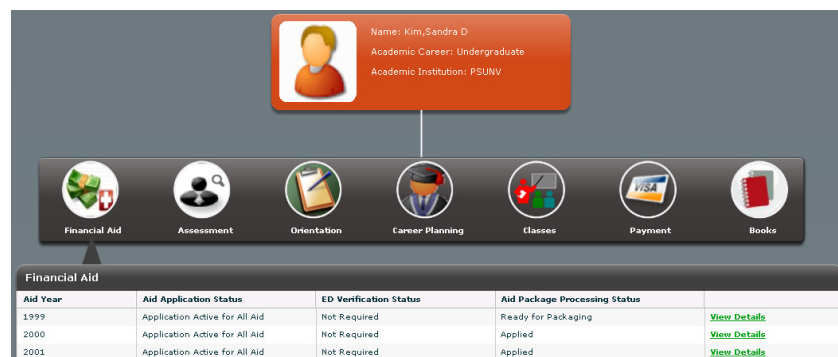 Name: Kim,Sandra D
Academic Career: Undergraduate
Academic Institution: PSUNV
VISA
Financial Aid Assessment Orientation Career Planning Classes Payment Books
Financial Aid
Aid Year Aid Application Status ED Verification Status Aid Package Processing Status
1999 Application Active for All Aid Not Required Ready for Packaging View Details
2000 Application Active for All Aid Not Required Applied View Details
2001 Application Active for All Aid Not Required Applied View Details